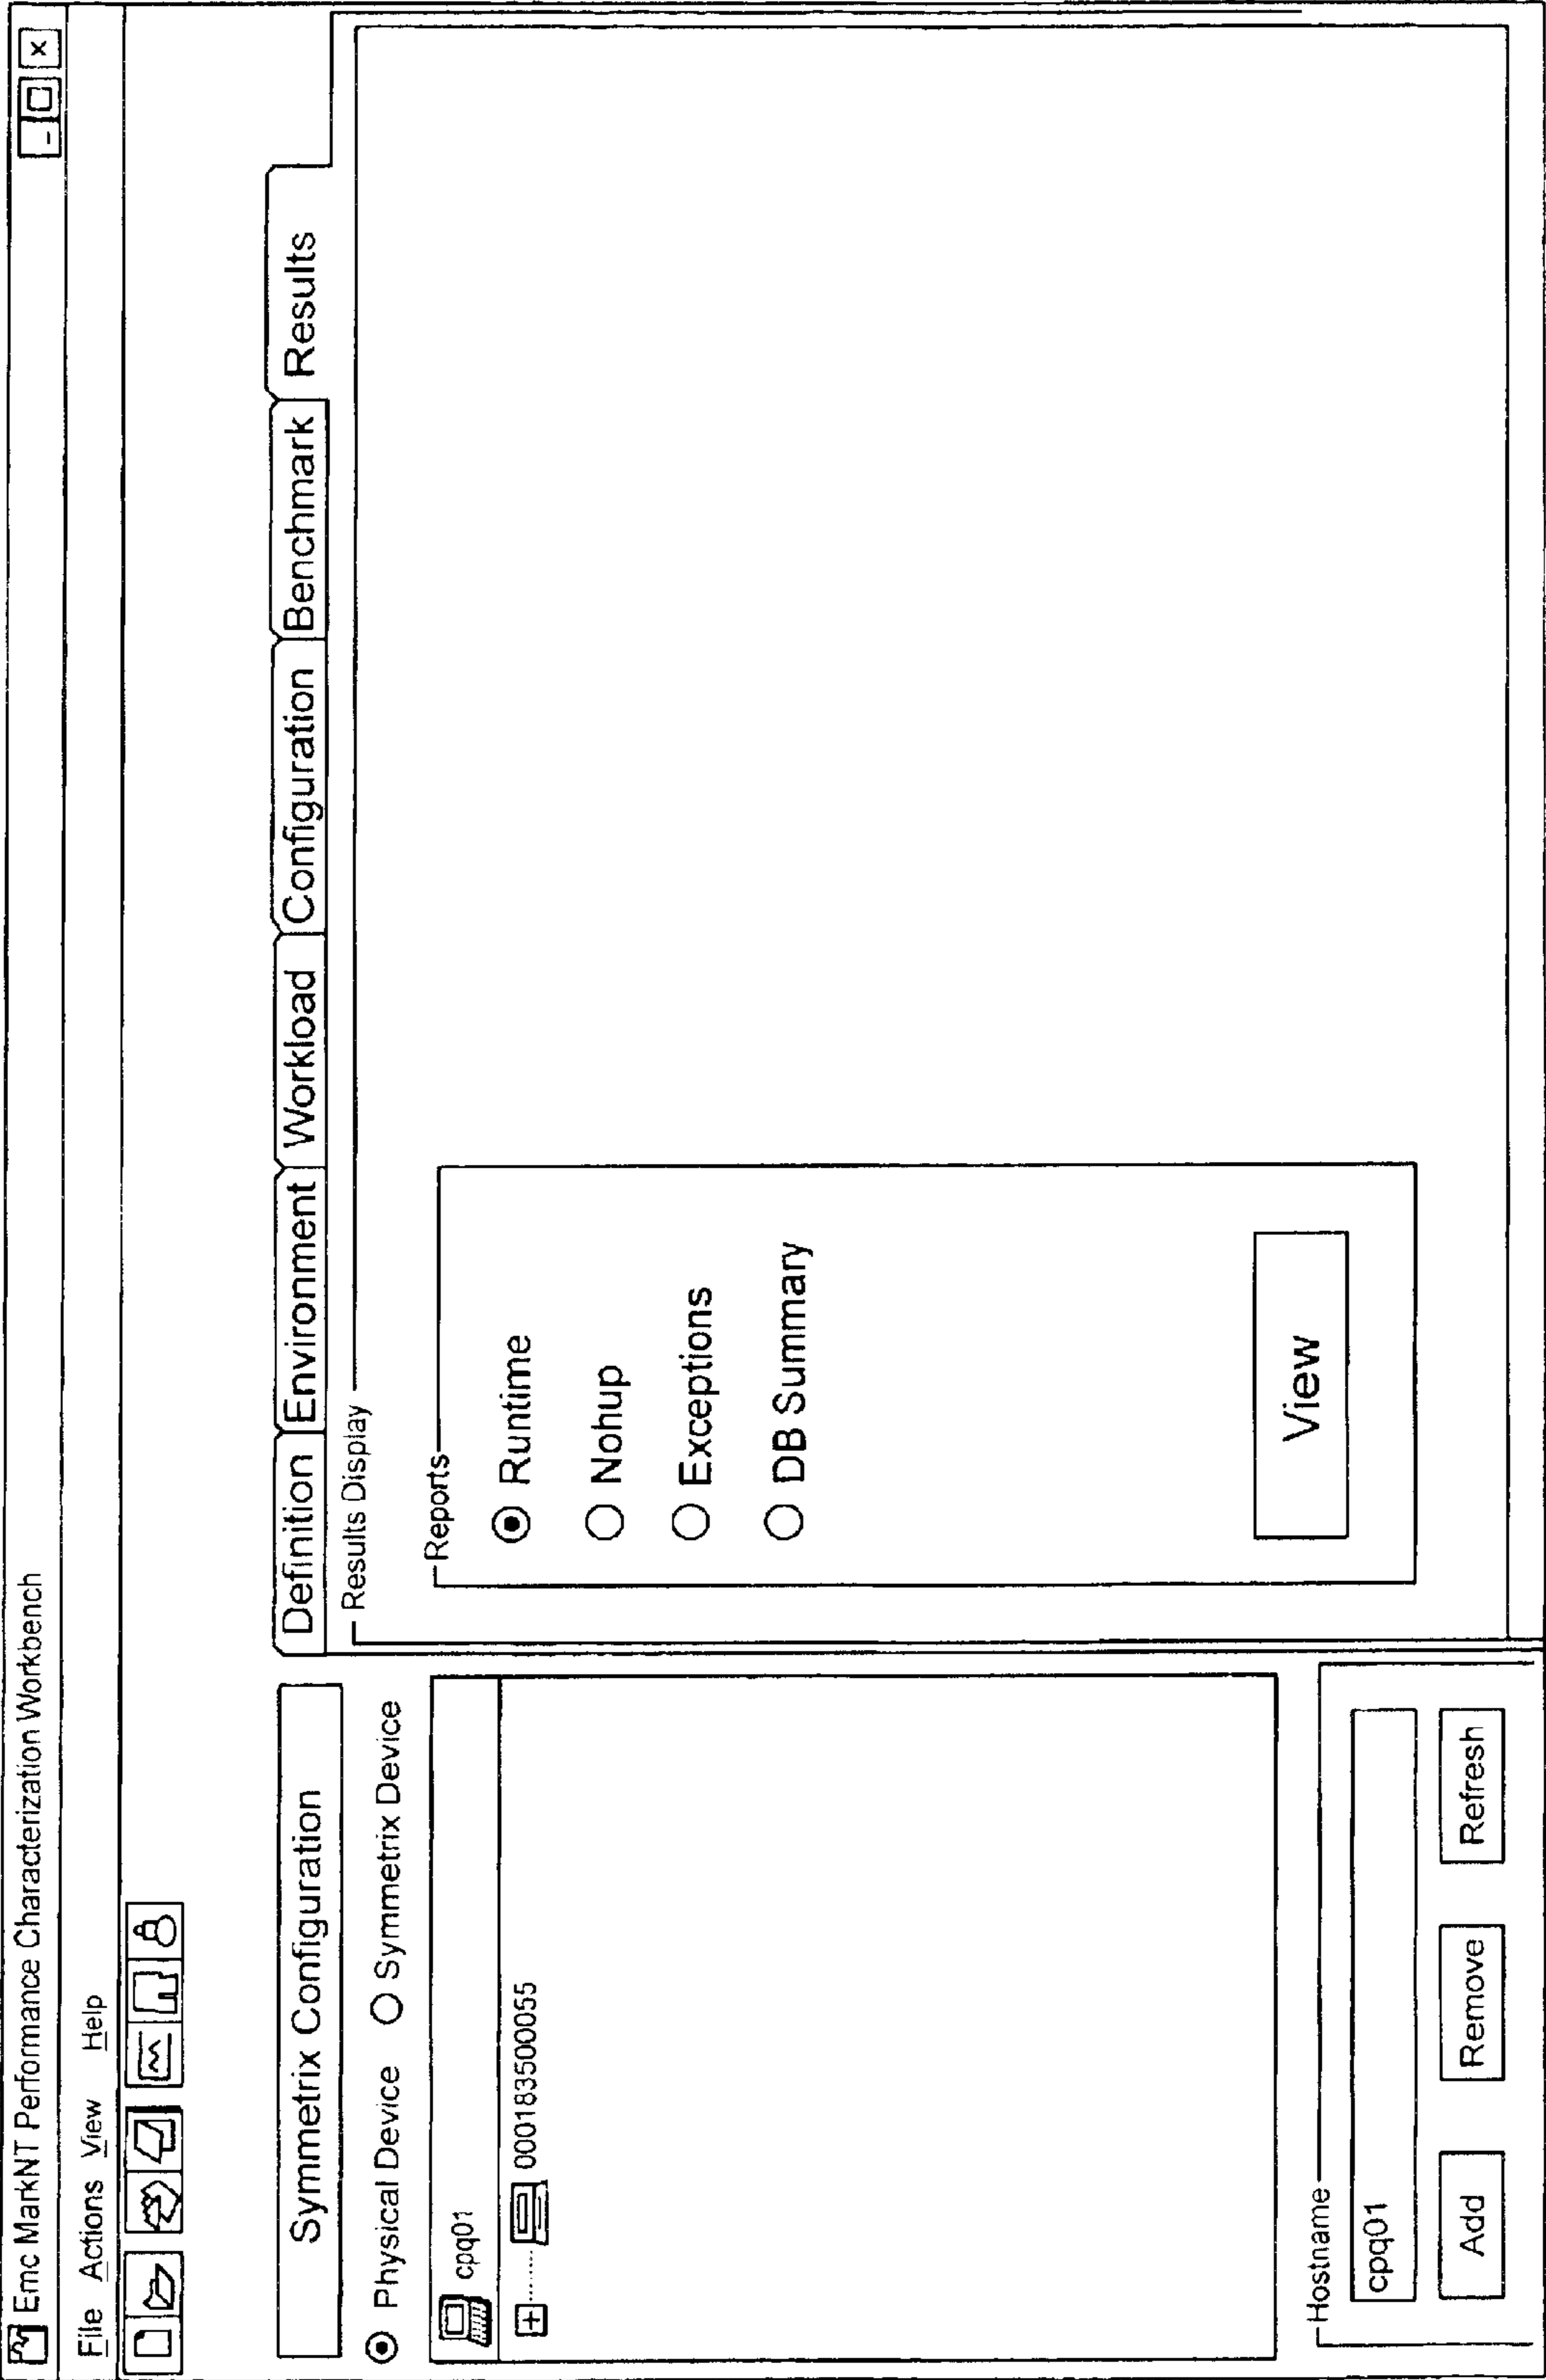 Emc MarkNT Performance Characterization Workbench
File Actions View Help
Symmetrix Configuration
Physical Device Symmetrix Device
cpq01
000183500055
Hostname
cpq01
Add Remove Refresh
Definition Environment Workload Configuration Benchmark Results
Results Display
Reports
Runtime
Nohup
Exceptions
DB Summary
View